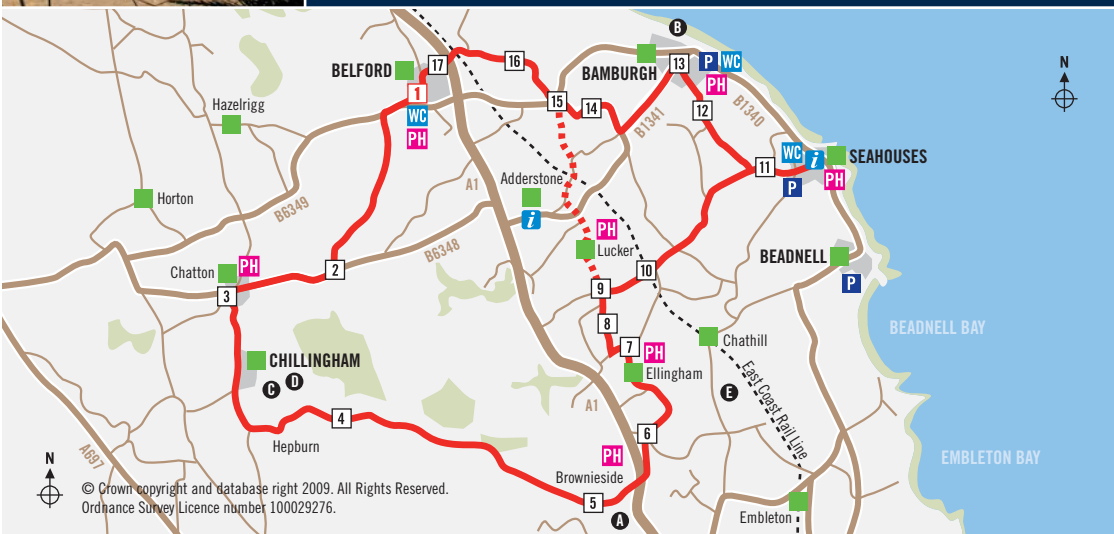 B
BELFORD
17
16
BAMBURGH
13
P
WC
PH
N
1
WC
PH
15
14
12
B1341
B1340
Hazelrigg
WC
i
SEAHOUSES
11
P
PH
A1
Adderstone
i
Horton
B6349
PH
Lucker
B6348
BEADNELL
P
Chatton
PH
2
10
3
9
8
BEADNELL BAY
7
PH
Chathill
CHILLINGHAM
C
D
Ellingham
E
East Coast Rail Line
A1
4
6
Hepburn
A697
PH
Brownieside
EMBLETON BAY
N
5
A
Embleton
© Crown copyright and database right 2009. All Rights Reserved.
Ordnance Survey Licence number 100029276.